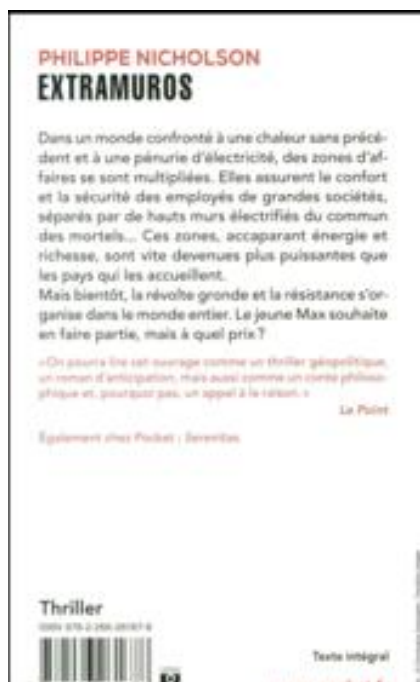 PHILIPPE NICHOLSON
EXTRAMUROS
Dans un monde confronté à une chaleur sans précé-
dent et à une pénurie d'électricité, des zones d'af-
faires se sont multipliées. Elles assurent le confort
et la sécurité des employés de grandes sociétés,
séparés par de hauts murs électrifiés du commun
des mortels... Ces zones, accaparant énergie et
richesse, sont vite devenues plus puissantes que
les pays qui les accueillent.
Mais bientôt, la révolte gronde et la résistance s'or-
ganise dans le monde entier. Le jeune Max souhaite
en faire partie, mais à quel prix ?
« On pourra lire cet ouvrage comme un thriller géopolitique,
un roman d'anticipation, mais aussi comme un conte philoso-
phique et, pourquoi pas, un appel à la raison. »
Le Point
Également chez Pocket : Serenitas
Thriller
Texte intégral